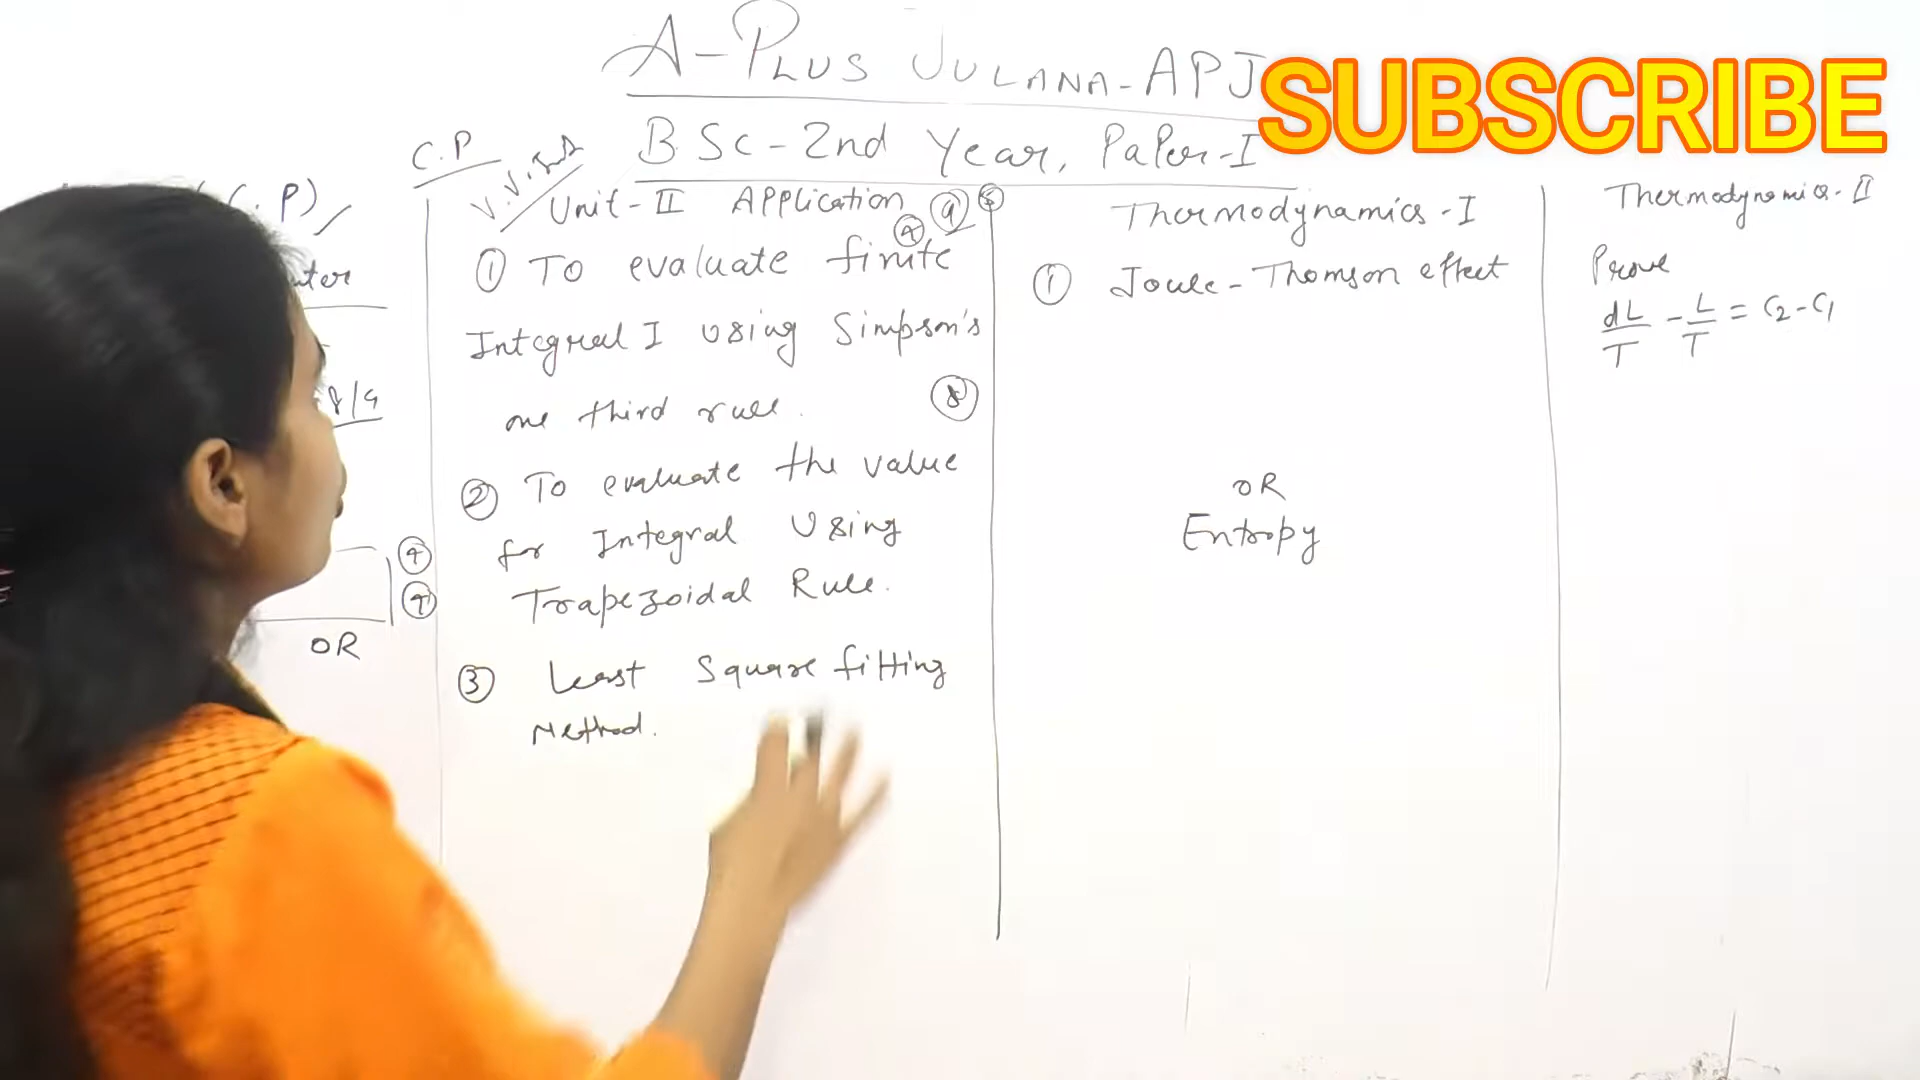 A-PLUS JULANA-APJ
SUBSCRIBE
BSc-2nd Year, Paper-I
C.P
V.V.
C.P)
OR
Unit-II Application
① To evaluate finite
Integral I Using Simpson's
one third rule.
② To evaluate the value
for Integral Using
Trapezoidal Rule.
③ Least Square fitting
Method.
Thermodynamics-I
① Joule-Thomson effect
OR
Entropy
Thermodynamics-II
Prove
dL/T - L/T = C2-C1